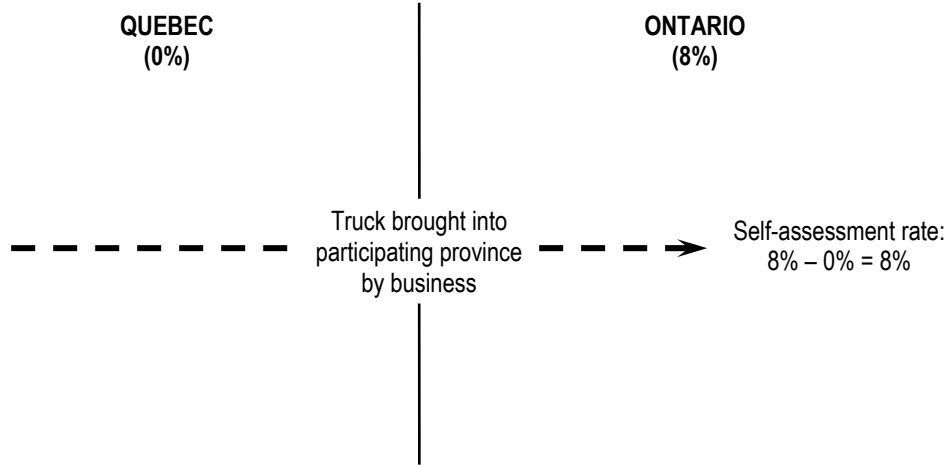 QUEBEC
(0%)
ONTARIO
(8%)
Truck brought into
participating province
by business
Self-assessment rate:
8% – 0% = 8%